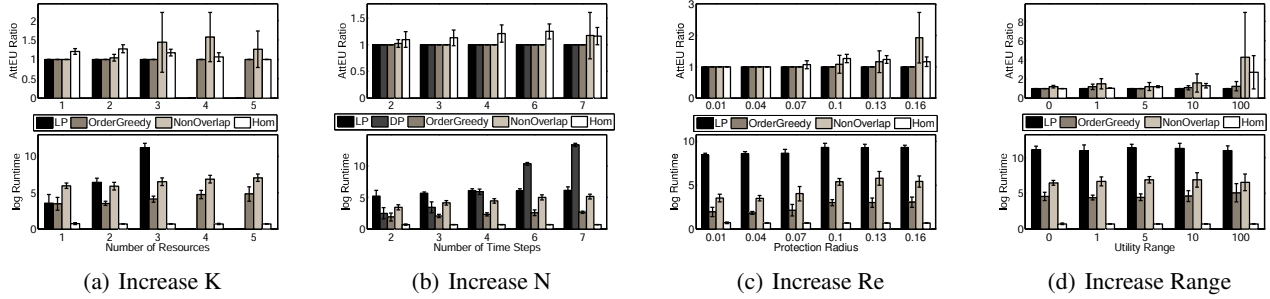 AttEU Ratio
2
1.5
1
0.5
0
1 2 3 4 5
LP OrderGreedy NonOverlap Hom
log Runtime
10
5
0
1 2 3 4 5
Number of Resources
(a) Increase K
AttEU Ratio
1.5
1
0.5
0
2 3 4 6 7
LP DP OrderGreedy NonOverlap Hom
log Runtime
10
5
0
2 3 4 6 7
Number of Time Steps
(b) Increase N
AttEU Ratio
3
2
1
0
0.01 0.04 0.07 0.1 0.13 0.16
LP OrderGreedy NonOverlap Hom
log Runtime
10
5
0
0.01 0.04 0.07 0.1 0.13 0.16
Protection Radius
(c) Increase Re
AttEU Ratio
8
6
4
2
0
0 1 5 10 100
LP OrderGreedy NonOverlap Hom
log Runtime
10
5
0
0 1 5 10 100
Utility Range
(d) Increase Range